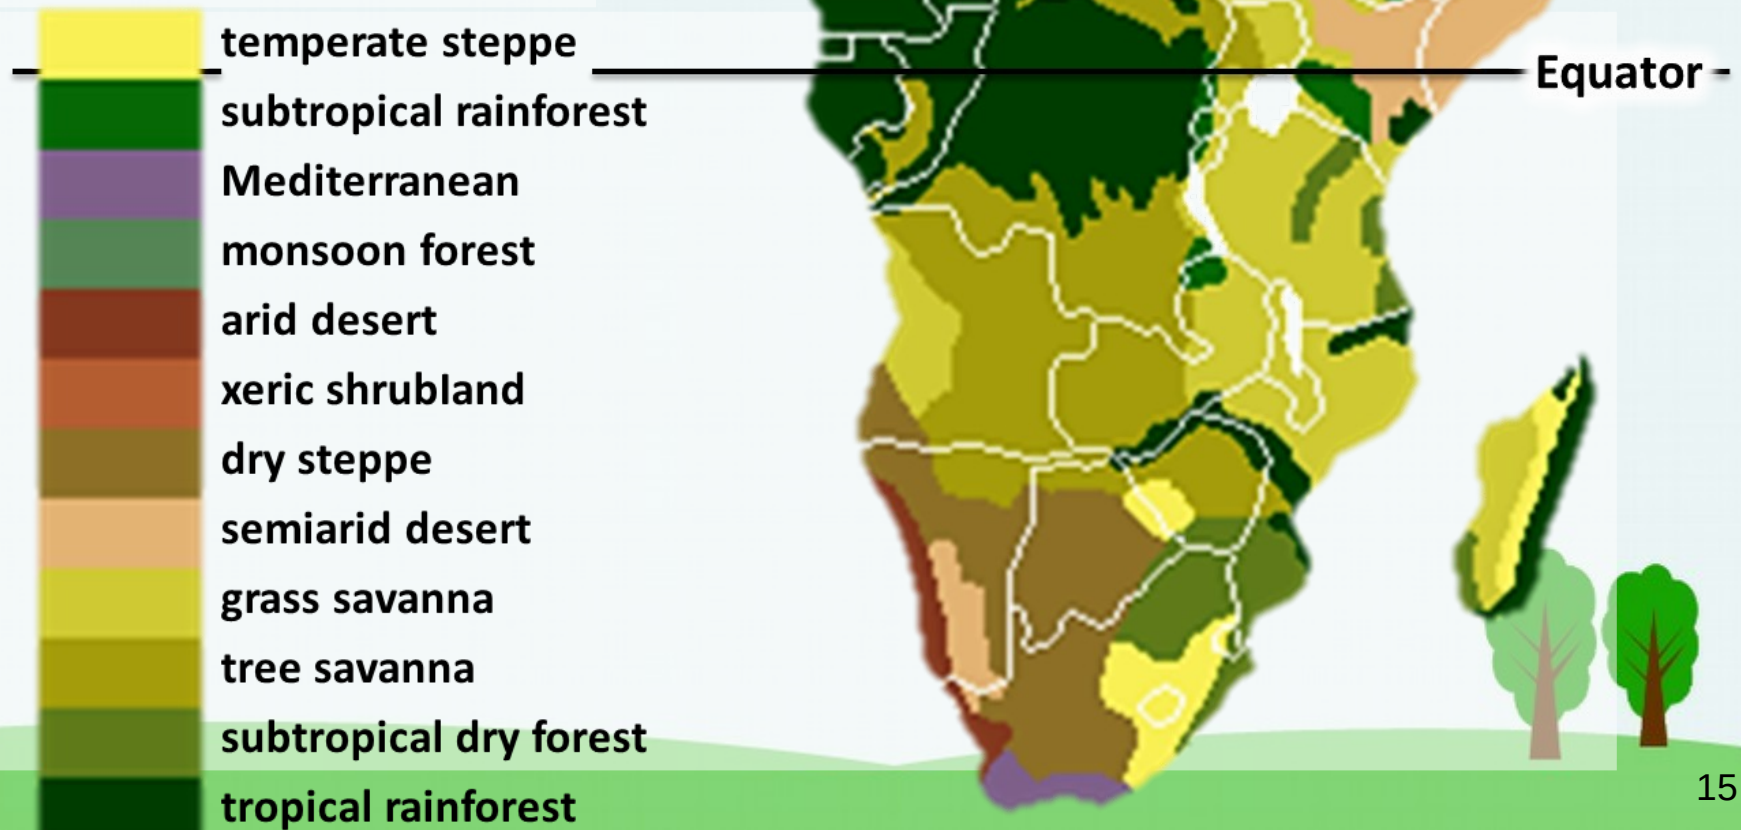 temperate steppe
Equator
subtropical rainforest
Mediterranean
monsoon forest
arid desert
xeric shrubland
dry steppe
semiarid desert
grass savanna
tree savanna
subtropical dry forest
tropical rainforest
15